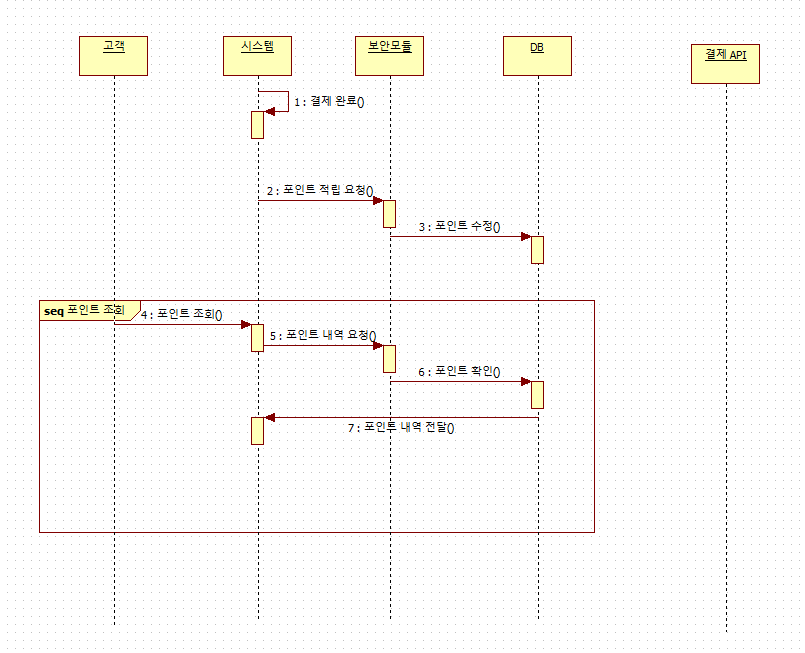 고객
시스템
보안모듈
DB
결제 API
1 : 결제 완료()
2 : 포인트 적립 요청()
3 : 포인트 수정()
seq 포인트 조회
4 : 포인트 조회()
5 : 포인트 내역 요청()
6 : 포인트 확인()
7 : 포인투 내역 전달()